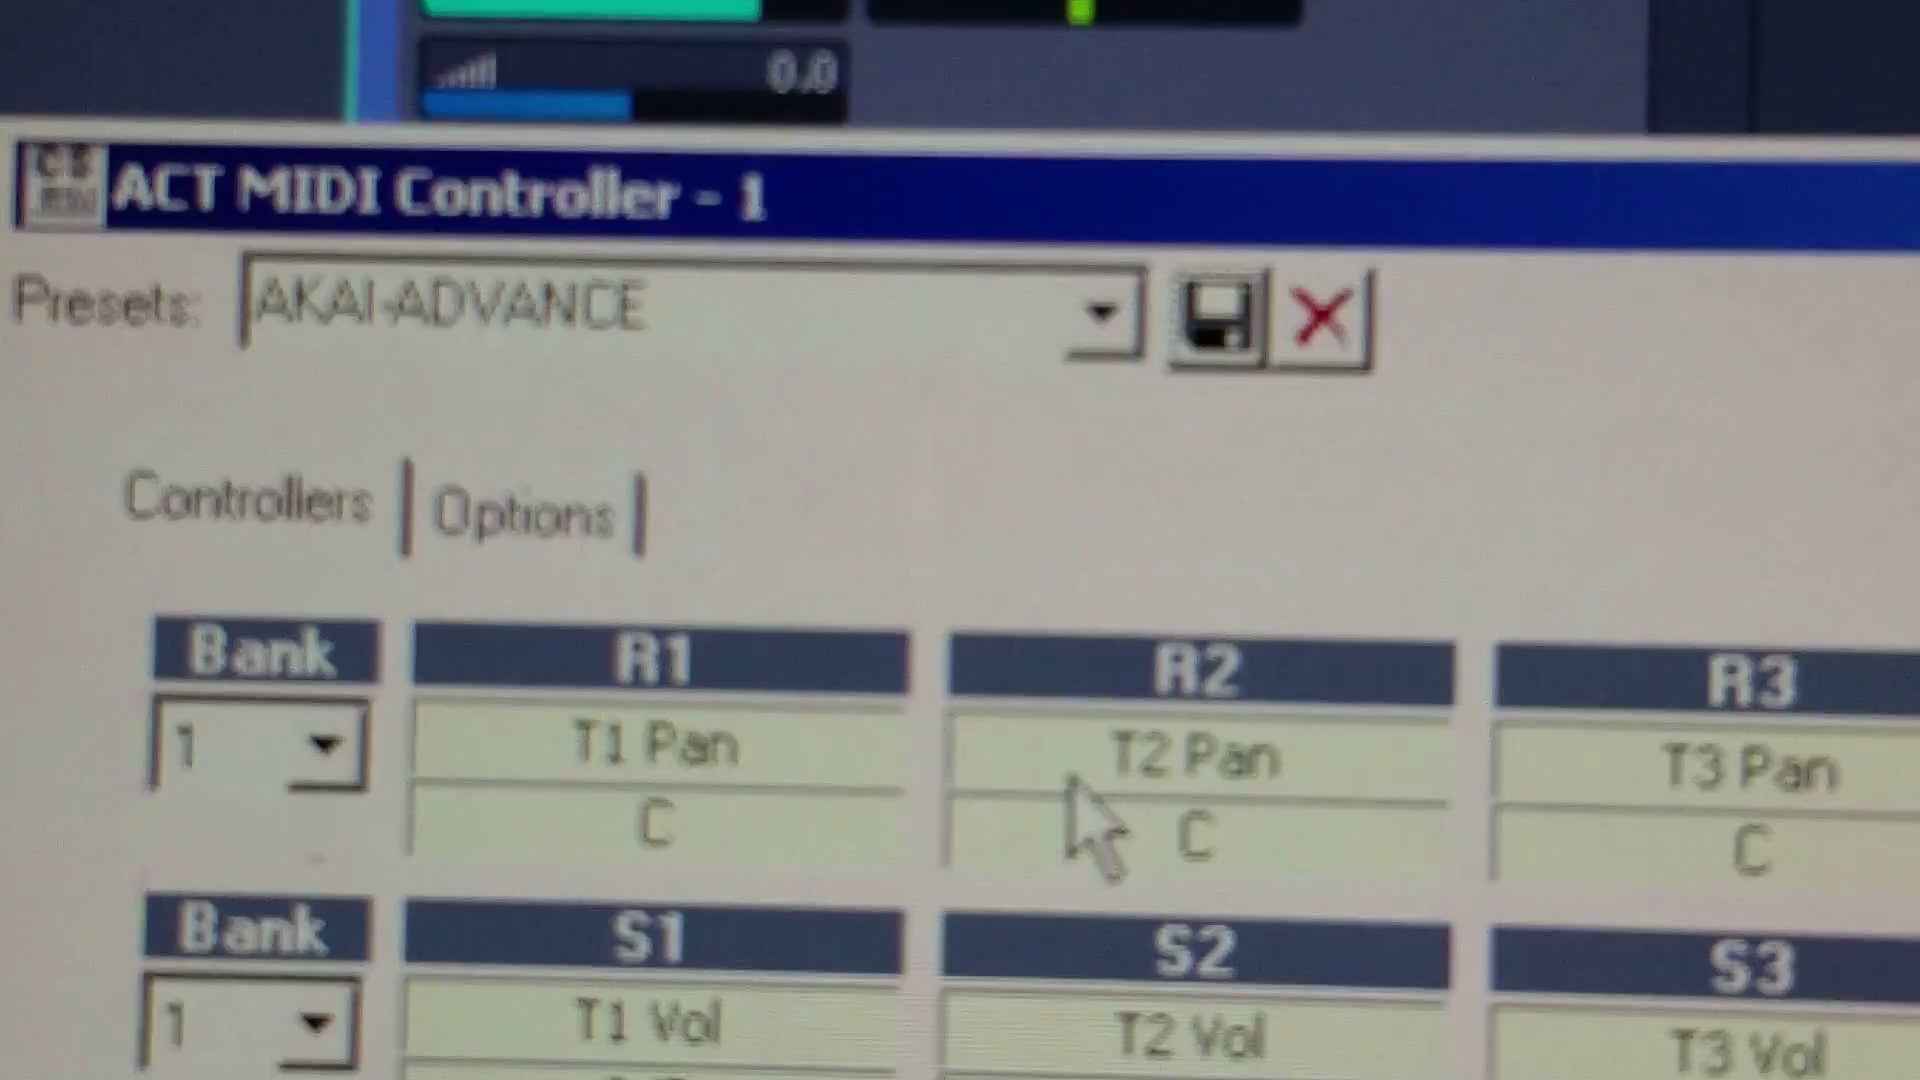 0.0
ACT MIDI Controller - 1
Presets: AKAI-ADVANCE
Controllers Options
Bank R1 R2 R3
1 T1 Pan T2 Pan T3 Pan
C C C
Bank S1 S2 S3
1 T1 Vol T2 Vol T3 Vol